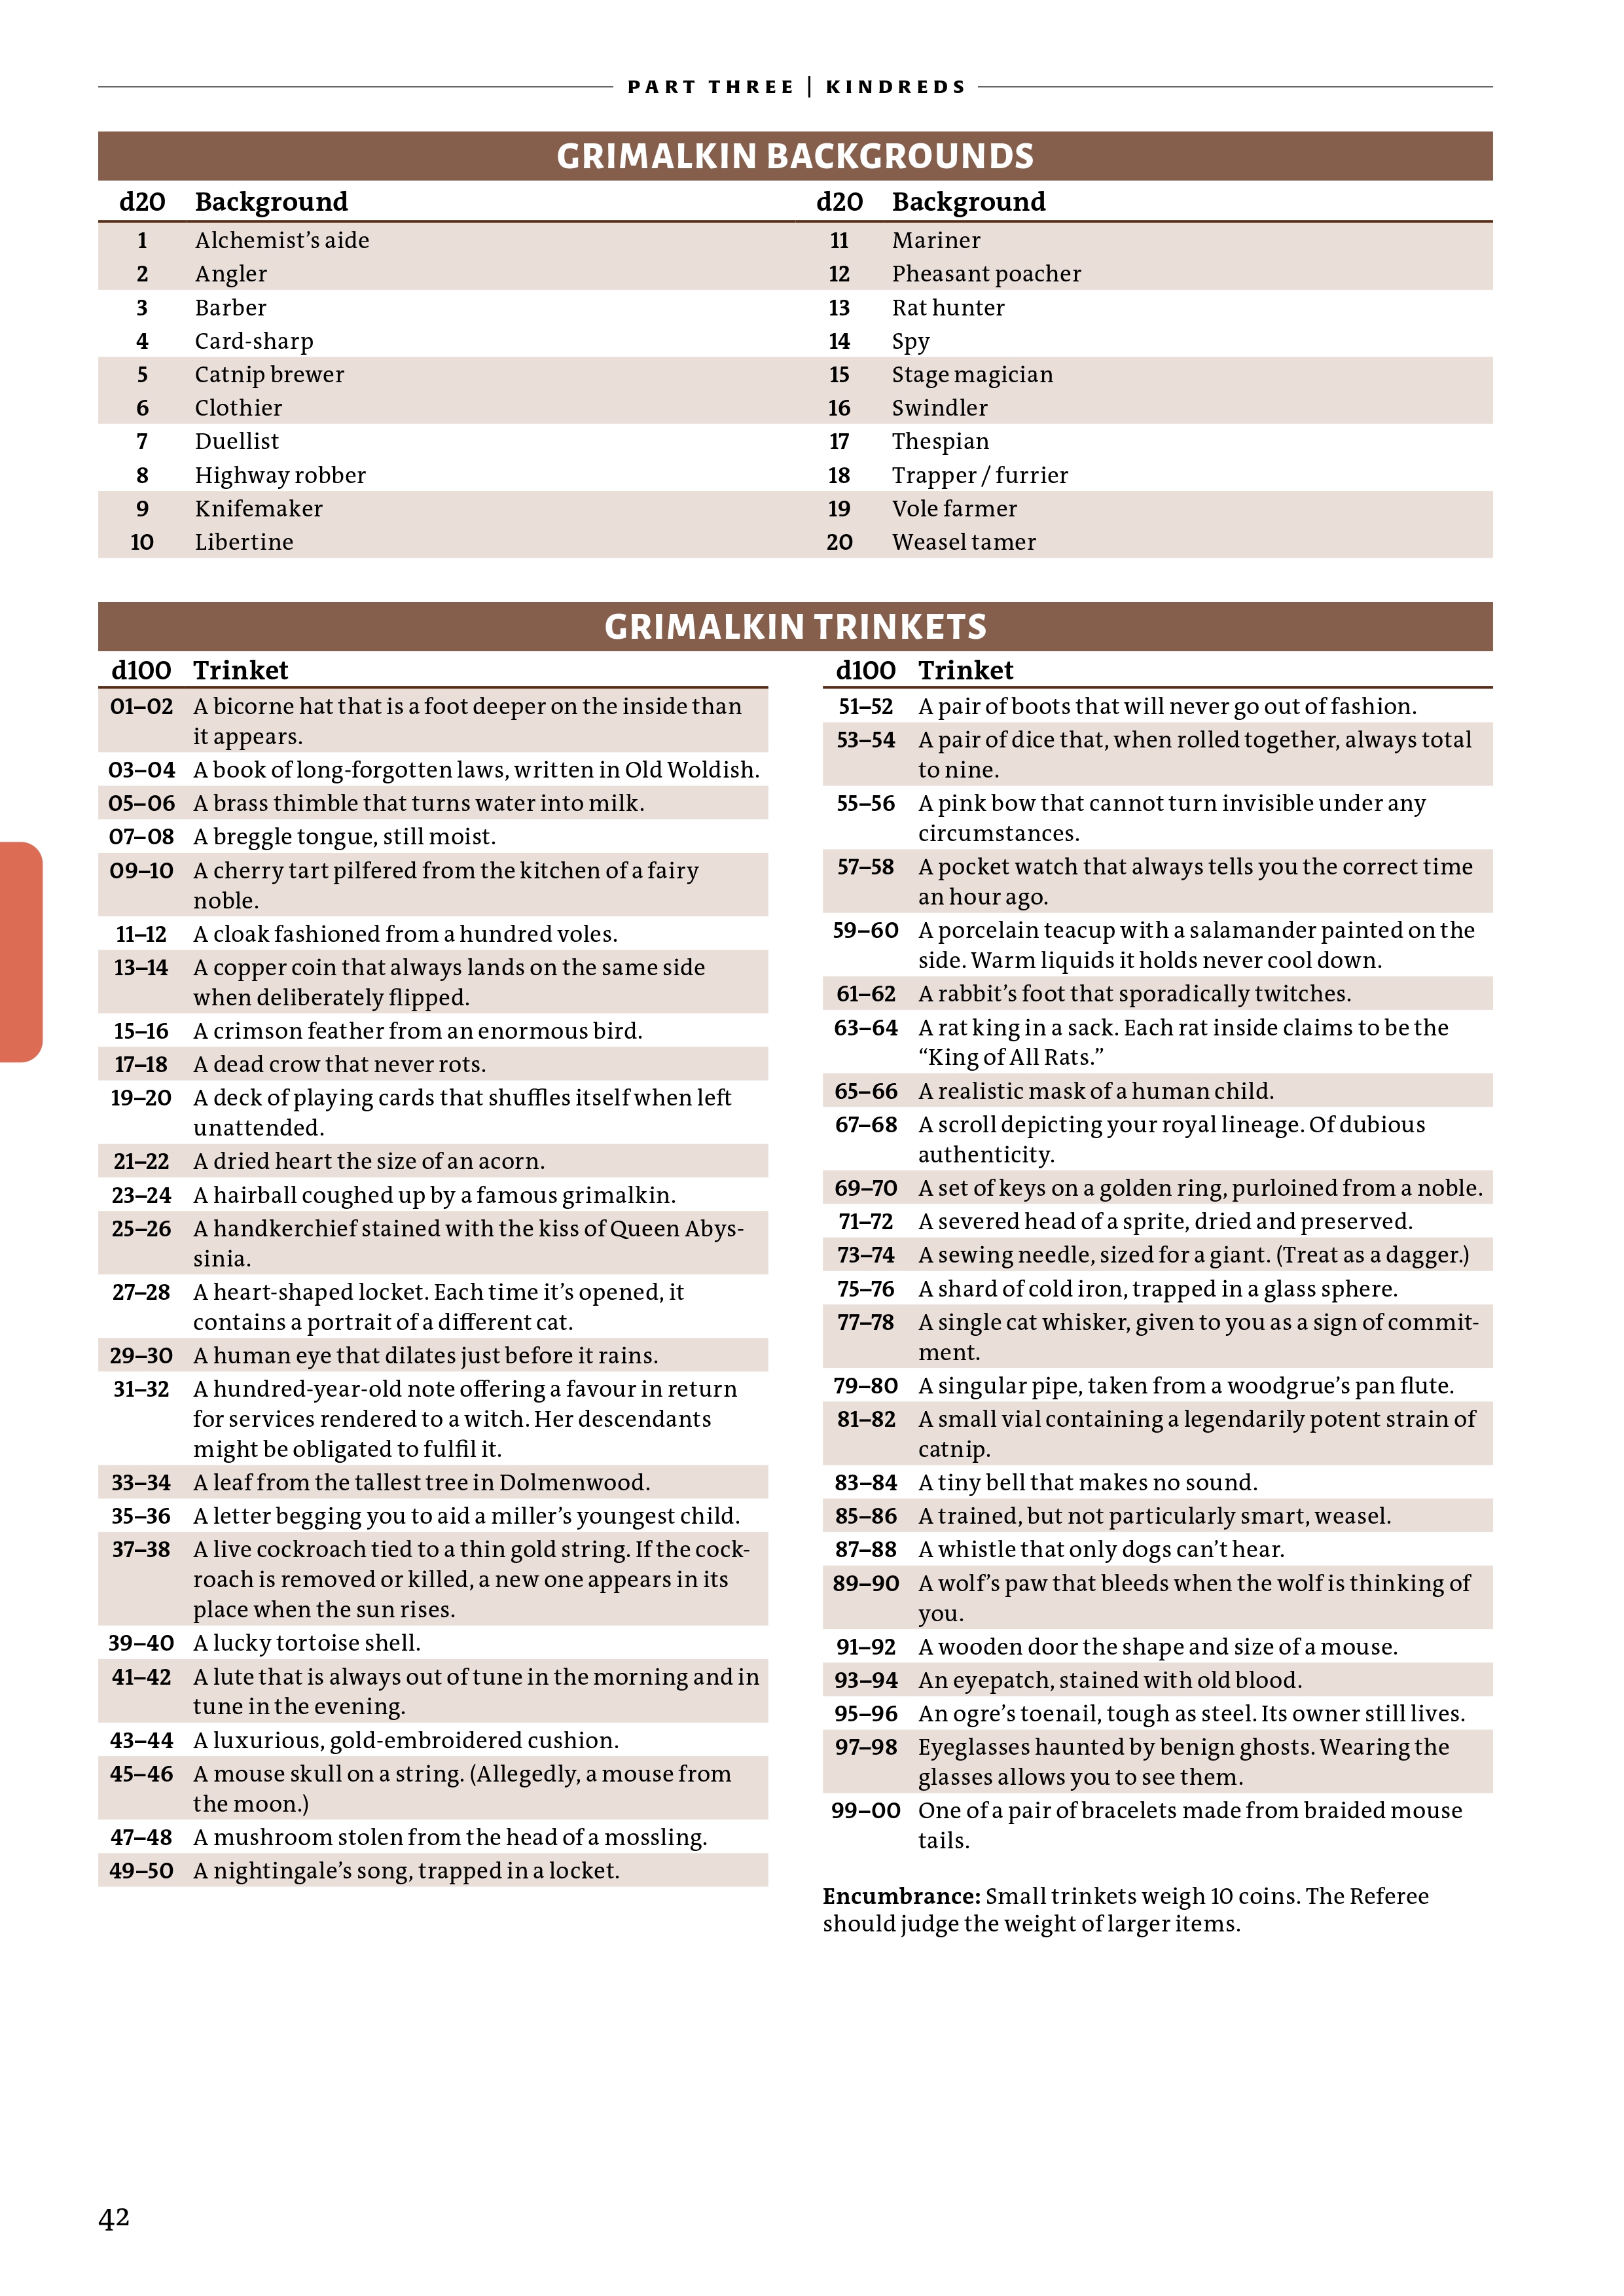 PART THREE | KINDREDS
GRIMALKIN BACKGROUNDS
d20 Background
1 Alchemist’s aide
2 Angler
3 Barber
4 Card-sharp
5 Catnip brewer
6 Clothier
7 Duellist
8 Highway robber
9 Knifemaker
10 Libertine
d20 Background
11 Mariner
12 Pheasant poacher
13 Rat hunter
14 Spy
15 Stage magician
16 Swindler
17 Thespian
18 Trapper / furrier
19 Vole farmer
20 Weasel tamer
GRIMALKIN TRINKETS
d100 Trinket
01–02 A bicorne hat that is a foot deeper on the inside than
it appears.
03–04 A book of long-forgotten laws, written in Old Woldish.
05–06 A brass thimble that turns water into milk.
07–08 A breggle tongue, still moist.
09–10 A cherry tart pilfered from the kitchen of a fairy
noble.
11–12 A cloak fashioned from a hundred voles.
13–14 A copper coin that always lands on the same side
when deliberately flipped.
15–16 A crimson feather from an enormous bird.
17–18 A dead crow that never rots.
19–20 A deck of playing cards that shuffles itself when left
unattended.
21–22 A dried heart the size of an acorn.
23–24 A hairball coughed up by a famous grimalkin.
25–26 A handkerchief stained with the kiss of Queen Abys-
sinia.
27–28 A heart-shaped locket. Each time it’s opened, it
contains a portrait of a different cat.
29–30 A human eye that dilates just before it rains.
31–32 A hundred-year-old note offering a favour in return
for services rendered to a witch. Her descendants
might be obligated to fulfil it.
33–34 A leaf from the tallest tree in Dolmenwood.
35–36 A letter begging you to aid a miller’s youngest child.
37–38 A live cockroach tied to a thin gold string. If the cock-
roach is removed or killed, a new one appears in its
place when the sun rises.
39–40 A lucky tortoise shell.
41–42 A lute that is always out of tune in the morning and in
tune in the evening.
43–44 A luxurious, gold-embroidered cushion.
45–46 A mouse skull on a string. (Allegedly, a mouse from
the moon.)
47–48 A mushroom stolen from the head of a mossling.
49–50 A nightingale’s song, trapped in a locket.
d100 Trinket
51–52 A pair of boots that will never go out of fashion.
53–54 A pair of dice that, when rolled together, always total
to nine.
55–56 A pink bow that cannot turn invisible under any
circumstances.
57–58 A pocket watch that always tells you the correct time
an hour ago.
59–60 A porcelain teacup with a salamander painted on the
side. Warm liquids it holds never cool down.
61–62 A rabbit’s foot that sporadically twitches.
63–64 A rat king in a sack. Each rat inside claims to be the
“King of All Rats.”
65–66 A realistic mask of a human child.
67–68 A scroll depicting your royal lineage. Of dubious
authenticity.
69–70 A set of keys on a golden ring, purloined from a noble.
71–72 A severed head of a sprite, dried and preserved.
73–74 A sewing needle, sized for a giant. (Treat as a dagger.)
75–76 A shard of cold iron, trapped in a glass sphere.
77–78 A single cat whisker, given to you as a sign of commit-
ment.
79–80 A singular pipe, taken from a woodgrue’s pan flute.
81–82 A small vial containing a legendarily potent strain of
catnip.
83–84 A tiny bell that makes no sound.
85–86 A trained, but not particularly smart, weasel.
87–88 A whistle that only dogs can’t hear.
89–90 A wolf’s paw that bleeds when the wolf is thinking of
you.
91–92 A wooden door the shape and size of a mouse.
93–94 An eyepatch, stained with old blood.
95–96 An ogre’s toenail, tough as steel. Its owner still lives.
97–98 Eyeglasses haunted by benign ghosts. Wearing the
glasses allows you to see them.
99–00 One of a pair of bracelets made from braided mouse
tails.
Encumbrance: Small trinkets weigh 10 coins. The Referee
should judge the weight of larger items.
42